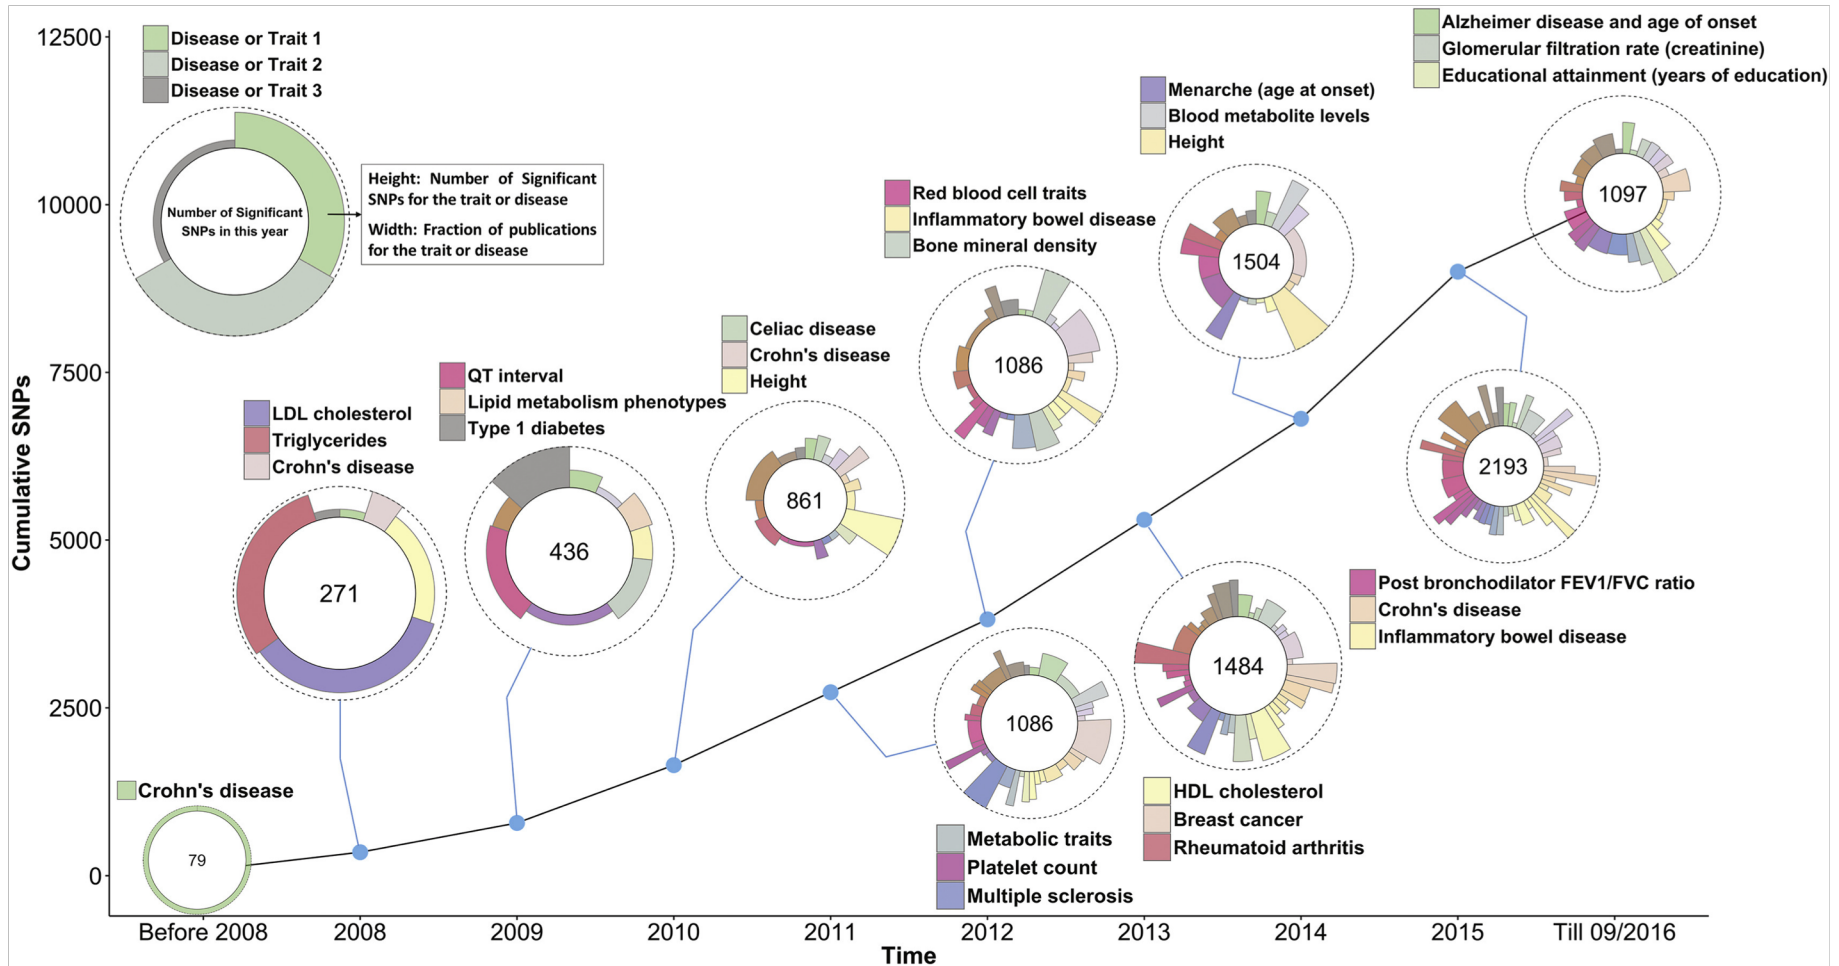 12500
10000
7500
5000
2500
0
Cumulative SNPs
Disease or Trait 1
Disease or Trait 2
Disease or Trait 3
Number of Significant
SNPs in this year
Height: Number of Significant
SNPs for the trait or disease
Width: Fraction of publications
for the trait or disease
Crohn's disease
79
LDL cholesterol
Triglycerides
Crohn's disease
271
QT interval
Lipid metabolism phenotypes
Type 1 diabetes
436
Celiac disease
Crohn's disease
Height
861
Red blood cell traits
Inflammatory bowel disease
Bone mineral density
1086
1086
Metabolic traits
Platelet count
Multiple sclerosis
Menarche (age at onset)
Blood metabolite levels
Height
1504
1484
HDL cholesterol
Breast cancer
Rheumatoid arthritis
Alzheimer disease and age of onset
Glomerular filtration rate (creatinine)
Educational attainment (years of education)
1097
2193
Post bronchodilator FEV1/FVC ratio
Crohn's disease
Inflammatory bowel disease
Before 2008
2008
2009
2010
2011
2012
2013
2014
2015
Till 09/2016
Time